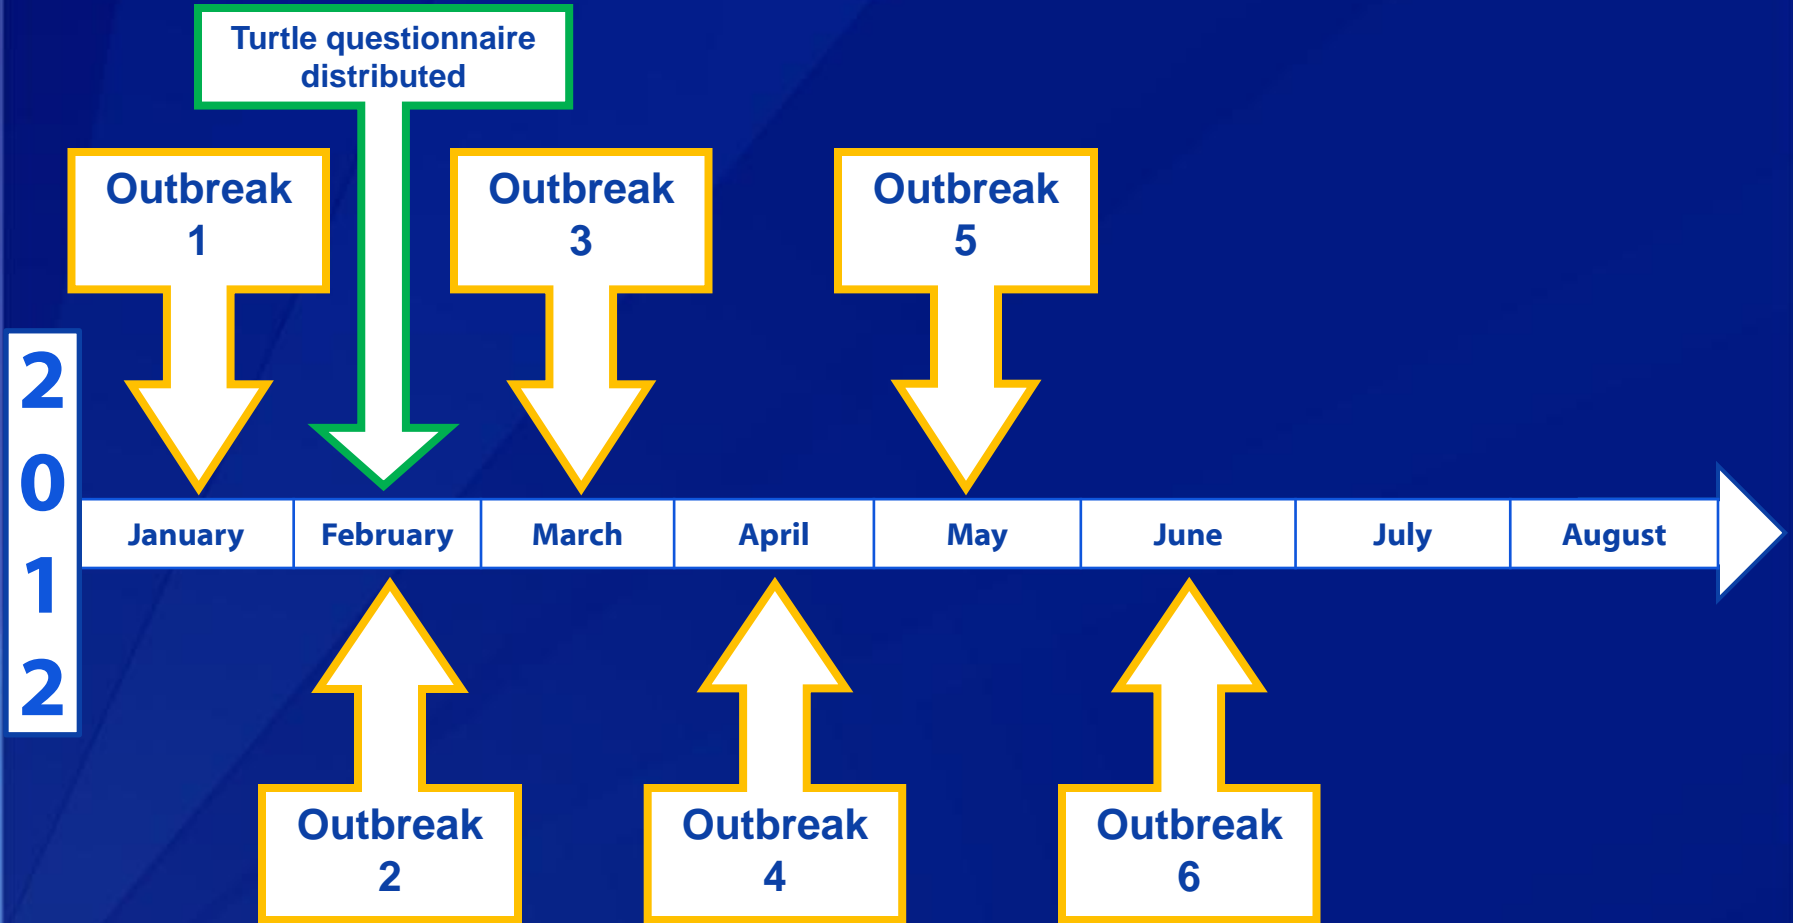 Turtle questionnaire
distributed
Outbreak
1
Outbreak
3
Outbreak
5
2
0
1
2
January
February
March
April
May
June
July
August
Outbreak
2
Outbreak
4
Outbreak
6